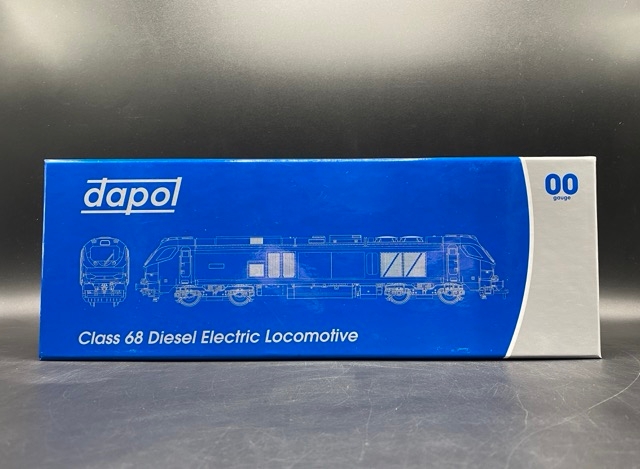 dapol
00
gauge
Class 68 Diesel Electric Locomotive